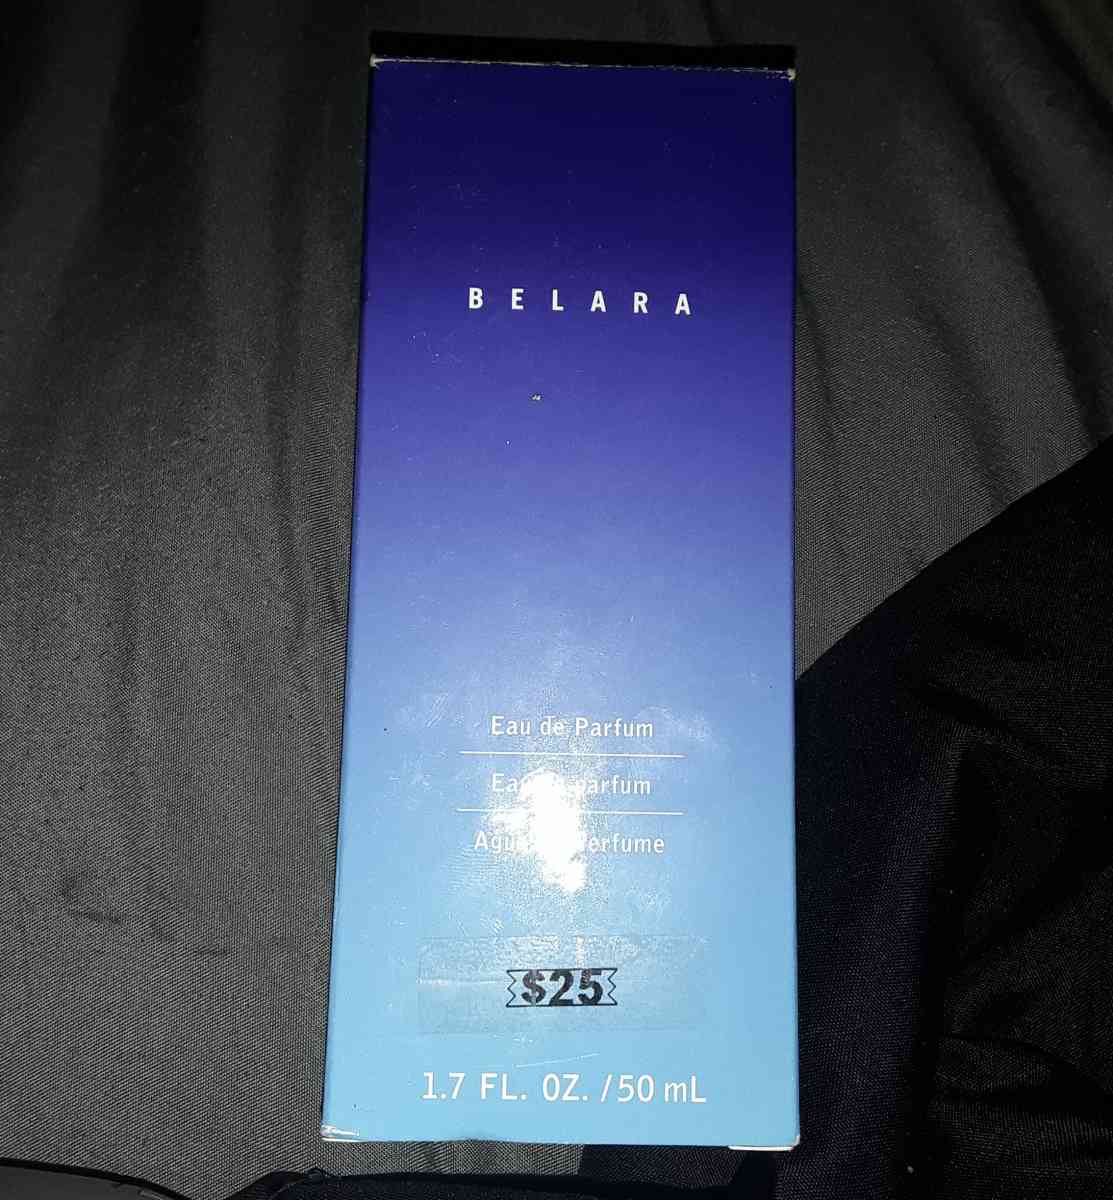 BELARA
Eau de Parfum
parfum
$25
1.7 FL. OZ. / 50 mL